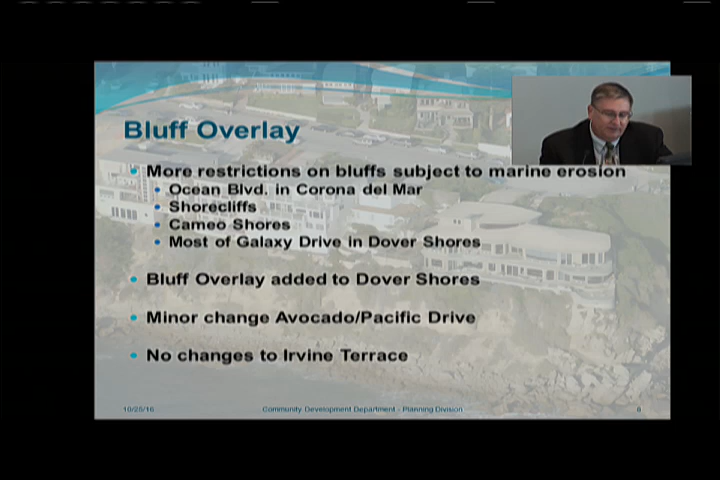 Bluff Overlay
• More restrictions on bluffs subject to marine erosion
• Ocean Blvd. in Corona del Mar
• Shorecliffs
• Cameo Shores
• Most of Galaxy Drive in Dover Shores
• Bluff Overlay added to Dover Shores
• Minor change Avocado/Pacific Drive
• No changes to Irvine Terrace
10/25/16 Community Development Department - Planning Division 8